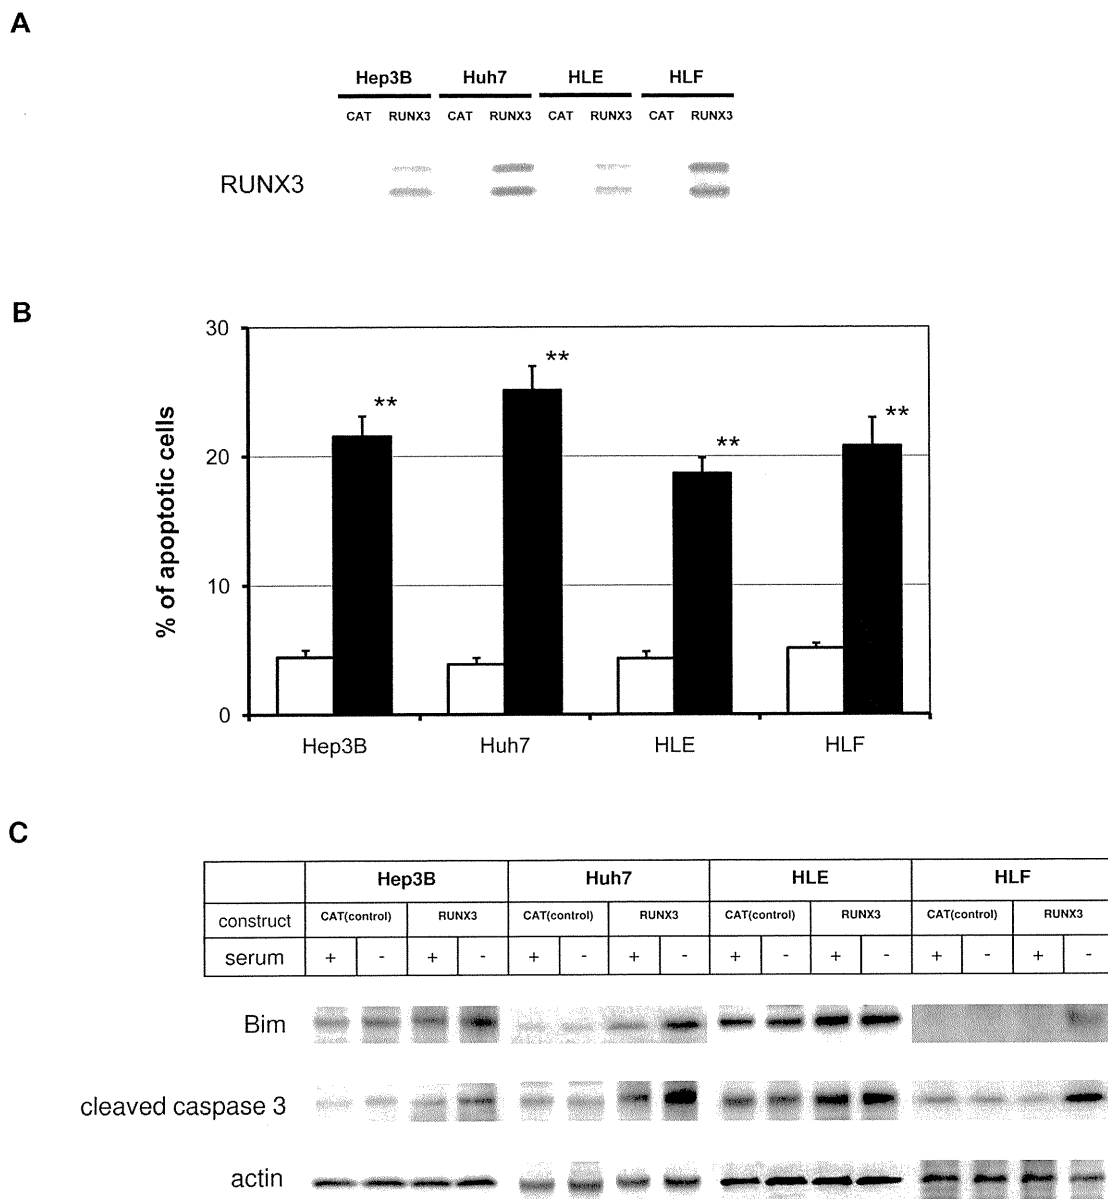 A
Hep3B Huh7 HLE HLF
CAT RUNX3 CAT RUNX3 CAT RUNX3 CAT RUNX3
RUNX3
B
30
20
10
0
% of apoptotic cells
** ** ** **
Hep3B Huh7 HLE HLF
C
Hep3B Huh7 HLE HLF
construct CAT(control) RUNX3 CAT(control) RUNX3 CAT(control) RUNX3 CAT(control) RUNX3
serum + - + - + - + - + - + - + - + -
Bim
cleaved caspase 3
actin